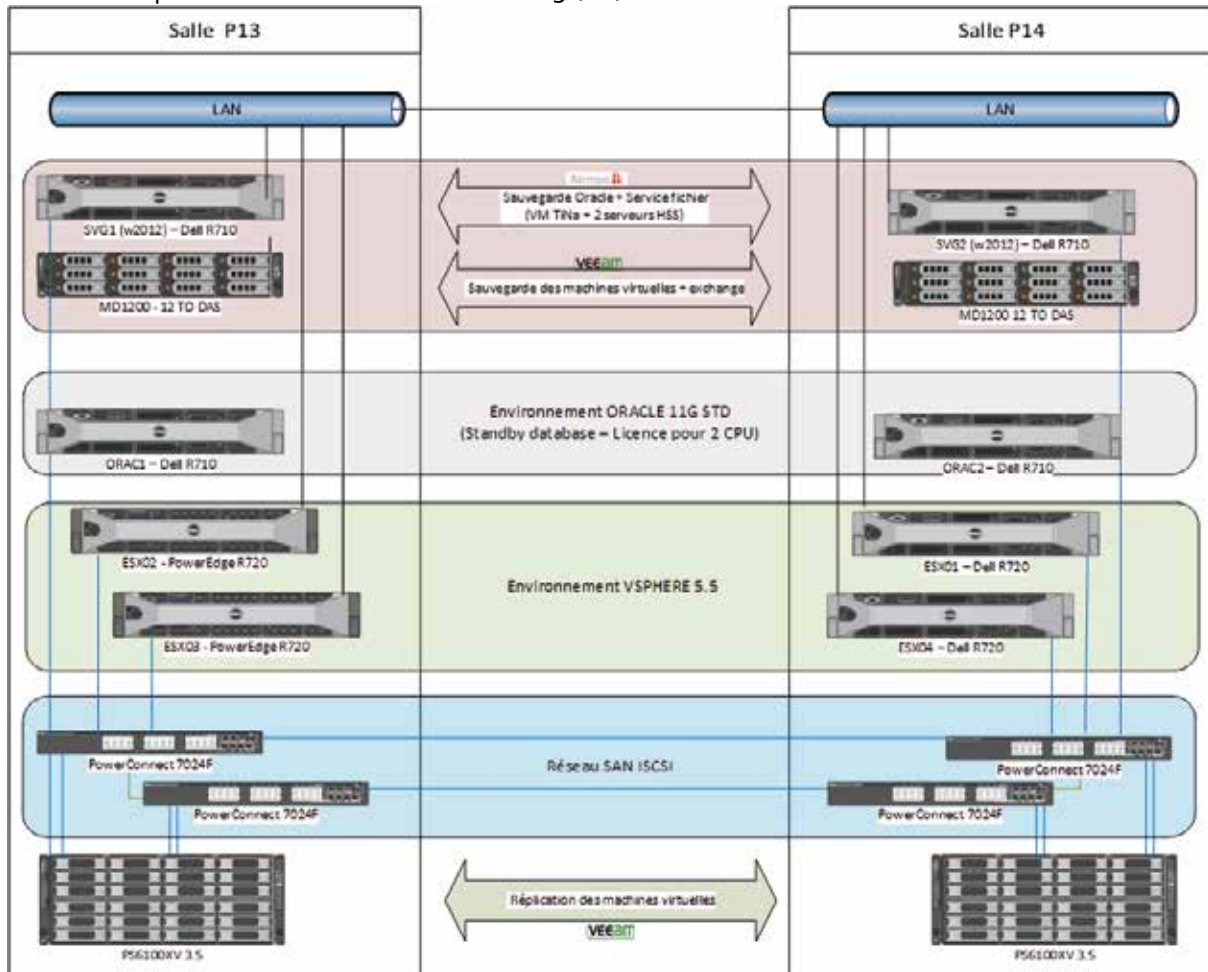 Salle P13
Salle P14
LAN
LAN
Sauvegarde Oracle + Service fichier
(VM TiNa + 2 serveurs HSS)
SVG1 (w2012) – Dell R710
SVG2 (w2012) – Dell R710
veeam
Sauvegarde des machines virtuelles + exchange
MD1200 - 12 TO DAS
MD1200 12 TO DAS
Environnement ORACLE 11G STD
(Standby database – Licence pour 2 CPU)
ORAC1 – Dell R710
ORAC2 – Dell R710
ESX02 - PowerEdge R720
ESX01 – Dell R720
Environnement VSPHERE 5.5
ESX03 - PowerEdge R720
ESX04 – Dell R720
PowerConnect 7024F
Réseau SAN ISCSI
PowerConnect 7024F
PowerConnect 7024F
PowerConnect 7024F
Réplication des machines virtuelles
veeam
PS6100XV 3.5
PS6100XV 3.5